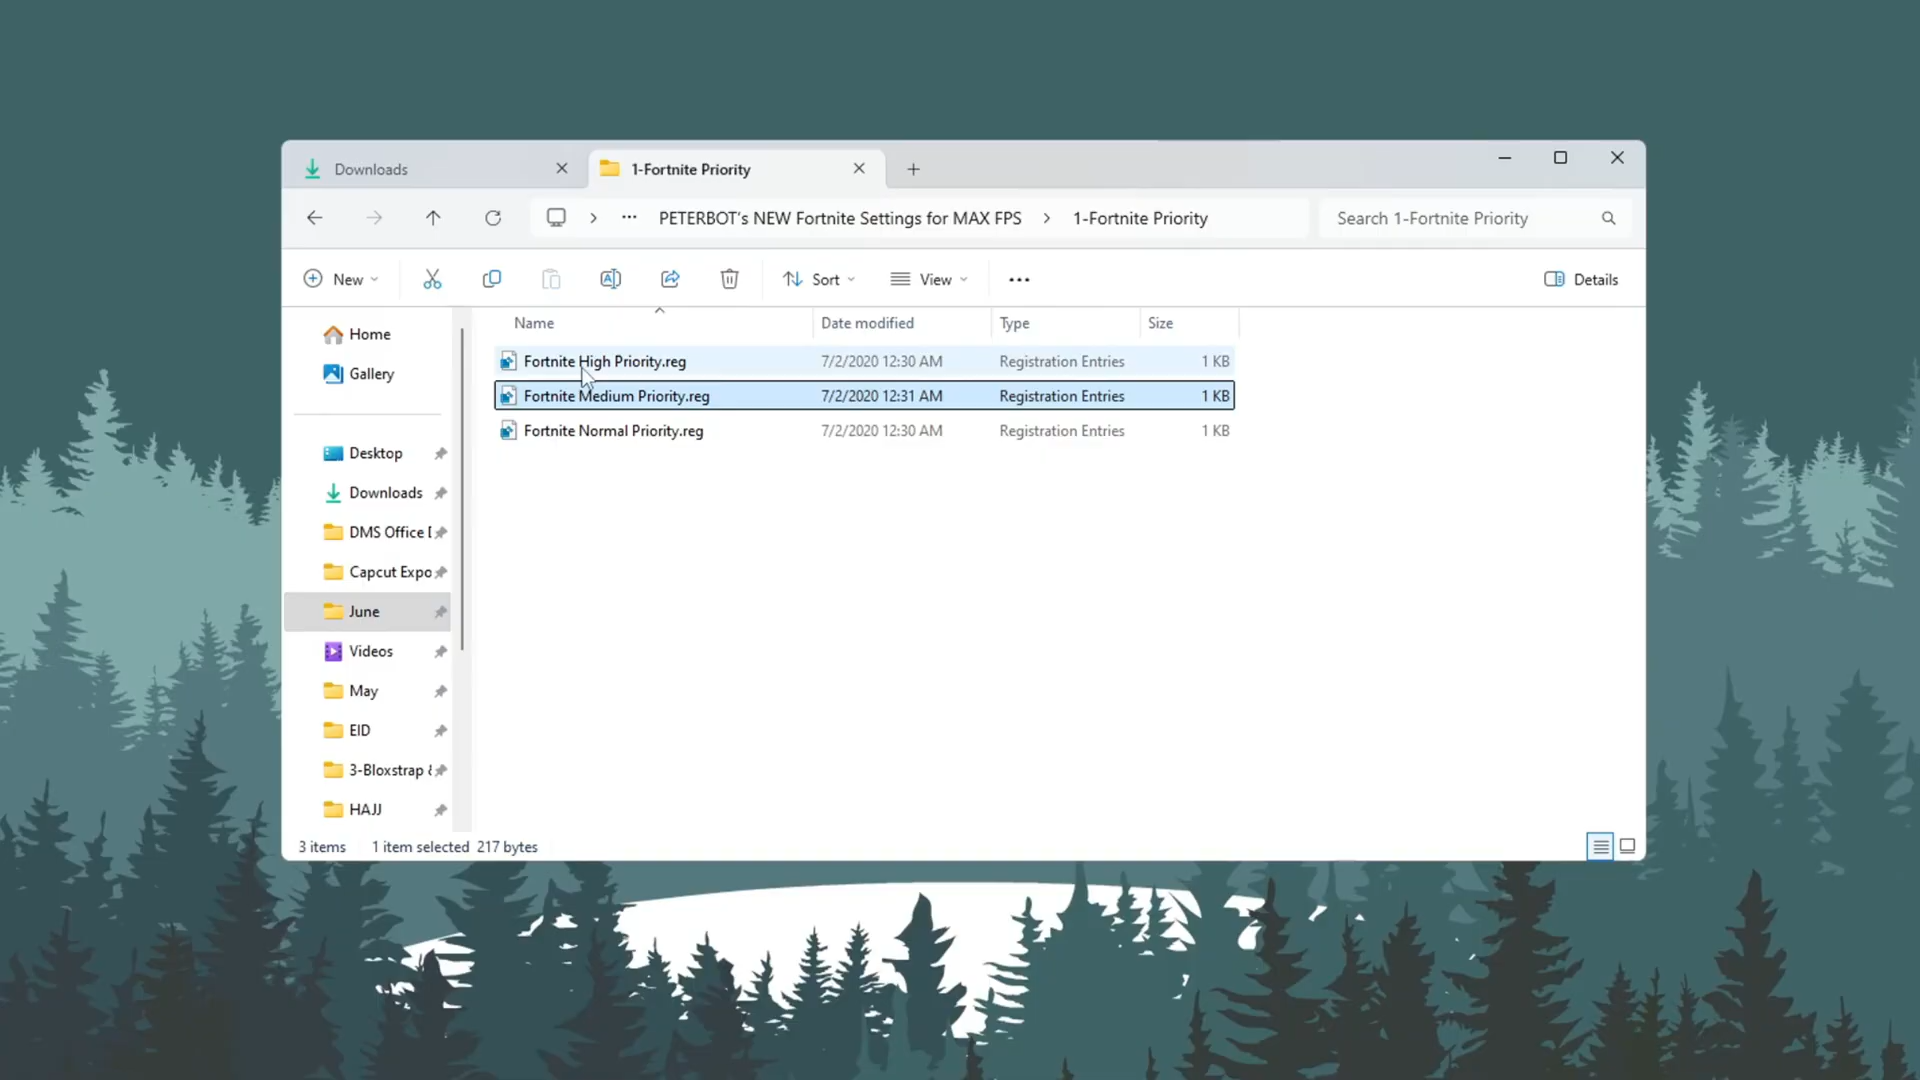 Downloads
1-Fortnite Priority
PETERBOT's NEW Fortnite Settings for MAX FPS
1-Fortnite Priority
Search 1-Fortnite Priority
New
Sort
View
Details
Name
Date modified
Type
Size
Fortnite High Priority.reg 7/2/2020 12:30 AM Registration Entries 1 KB
Fortnite Medium Priority.reg 7/2/2020 12:31 AM Registration Entries 1 KB
Fortnite Normal Priority.reg 7/2/2020 12:30 AM Registration Entries 1 KB
Home
Gallery
Desktop
Downloads
DMS Office
Capcut Expo
June
Videos
May
EID
3-Bloxstrap
HAJJ
3 items
1 item selected 217 bytes